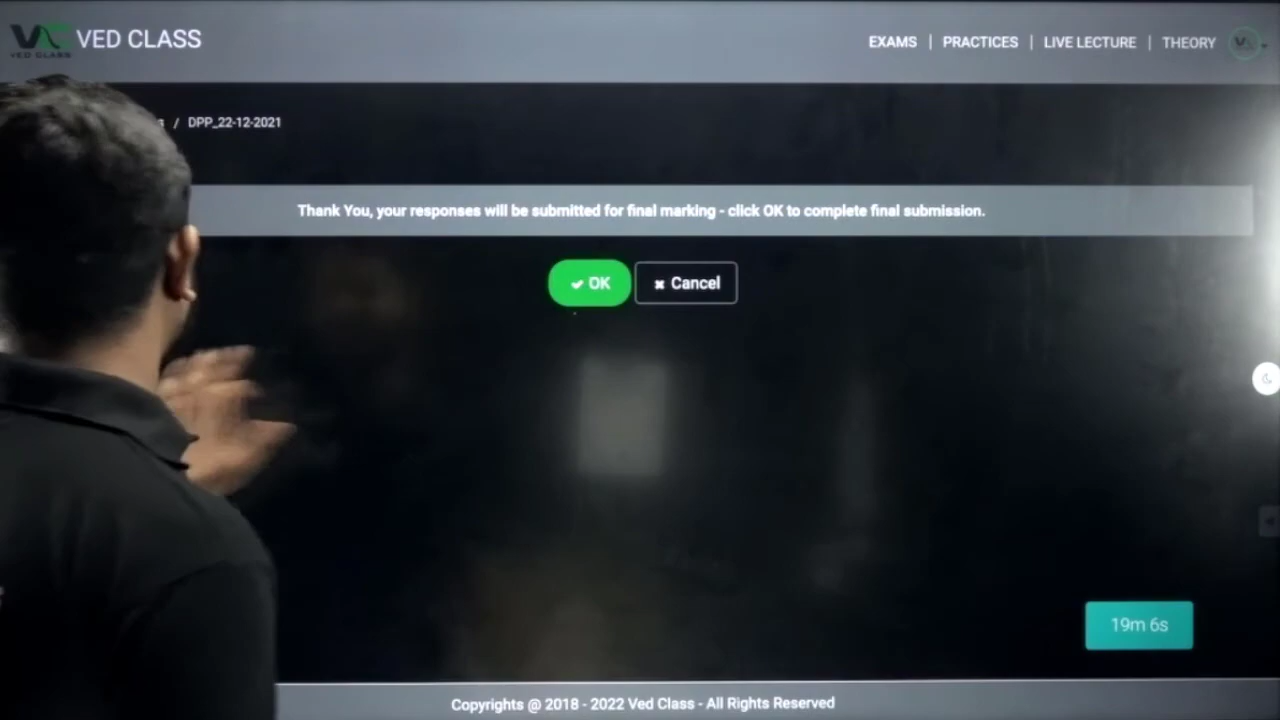 VED CLASS
VED CLASS
EXAMS | PRACTICES | LIVE LECTURE | THEORY
/ DPP_22-12-2021
Thank You, your responses will be submitted for final marking - click OK to complete final submission.
OK
Cancel
19m 6s
Copyrights @ 2018 - 2022 Ved Class - All Rights Reserved